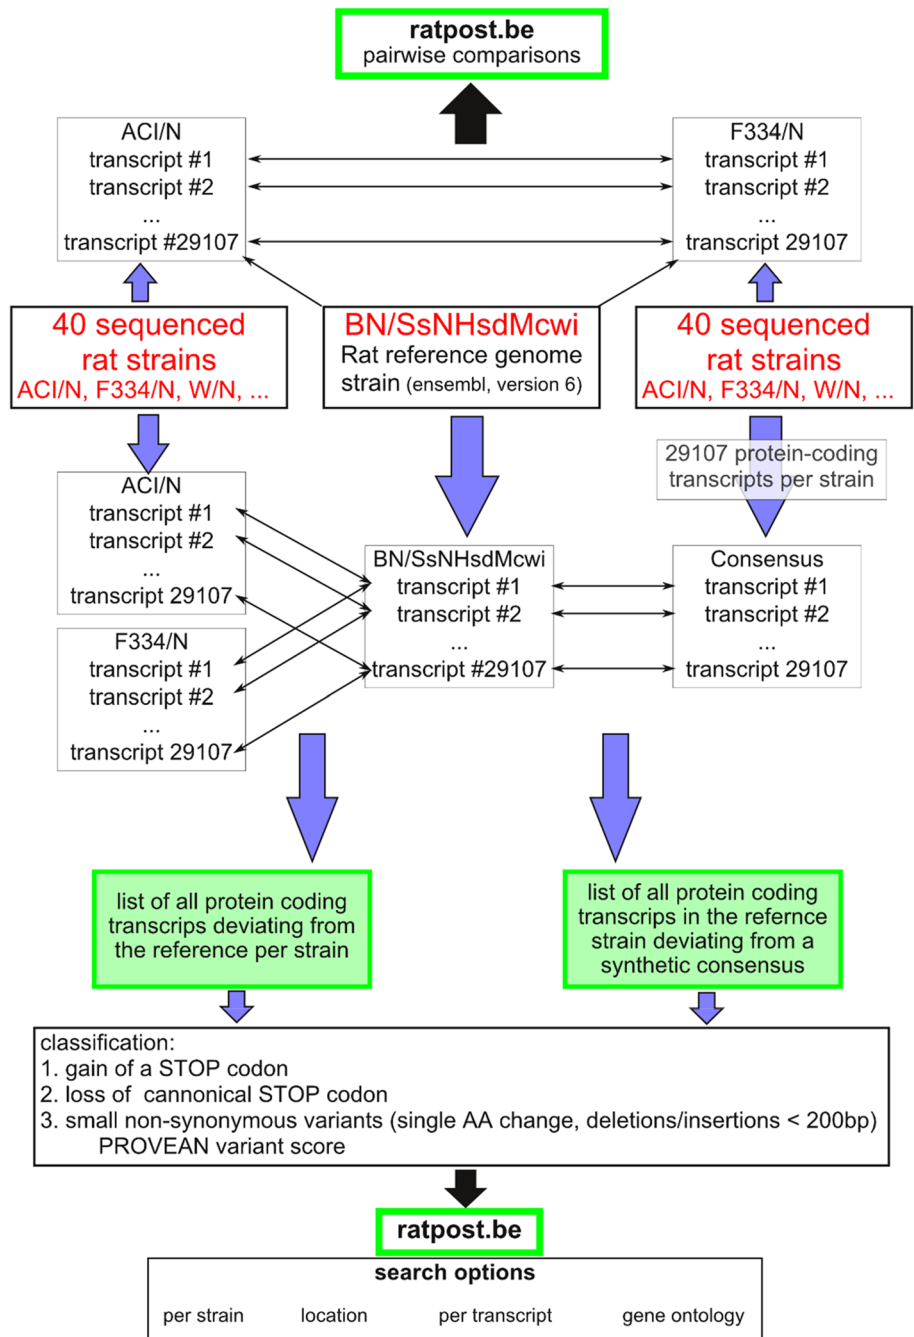 ratpost.be
pairwise comparisons
ACI/N
transcript #1
transcript #2
...
transcript #29107
F334/N
transcript #1
transcript #2
...
transcript 29107
40 sequenced
rat strains
ACI/N, F334/N, W/N, ...
BN/SsNHsdMcwi
Rat reference genome
strain (ensembl, version 6)
40 sequenced
rat strains
ACI/N, F334/N, W/N, ...
29107 protein-coding
transcripts per strain
ACI/N
transcript #1
transcript #2
...
transcript 29107
F334/N
transcript #1
transcript #2
...
transcript 29107
BN/SsNHsdMcwi
transcript #1
transcript #2
...
transcript #29107
Consensus
transcript #1
transcript #2
...
transcript 29107
list of all protein coding
transcrips deviating from
the reference per strain
list of all protein coding
transcrips in the refernce
strain deviating from a
synthetic consensus
classification:
1. gain of a STOP codon
2. loss of cannonical STOP codon
3. small non-synonymous variants (single AA change, deletions/insertions < 200bp)
PROVEAN variant score
ratpost.be
search options
per strain location per transcript gene ontology